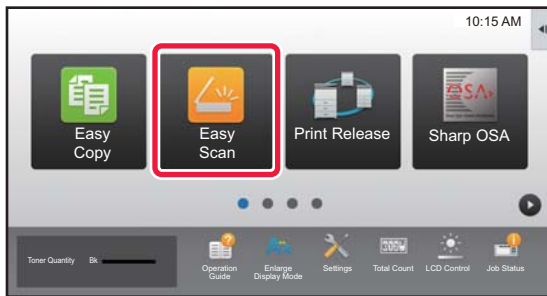 10:15 AM
Easy
Copy
Easy
Scan
Print Release
OSA
Sharp OSA
Toner Quantity Bk
Operation
Guide
Enlarge
Display Mode
Settings
Total Count
LCD Control
Job Status